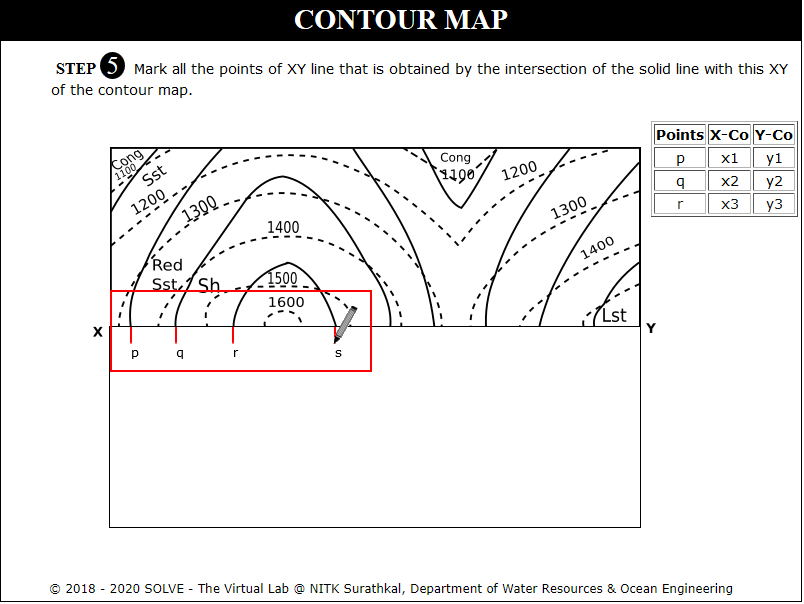 CONTOUR MAP
STEP 5 Mark all the points of XY line that is obtained by the intersection of the solid line with this XY
of the contour map.
Points X-Co Y-Co
p x1 y1
q x2 y2
r x3 y3
Cong
1100
Sst
1200
1300
1400
Cong
1100
1200
1300
1400
Red
Sst
Sh
1500
1600
Lst
X
Y
p q r s
© 2018 - 2020 SOLVE - The Virtual Lab @ NITK Surathkal, Department of Water Resources & Ocean Engineering